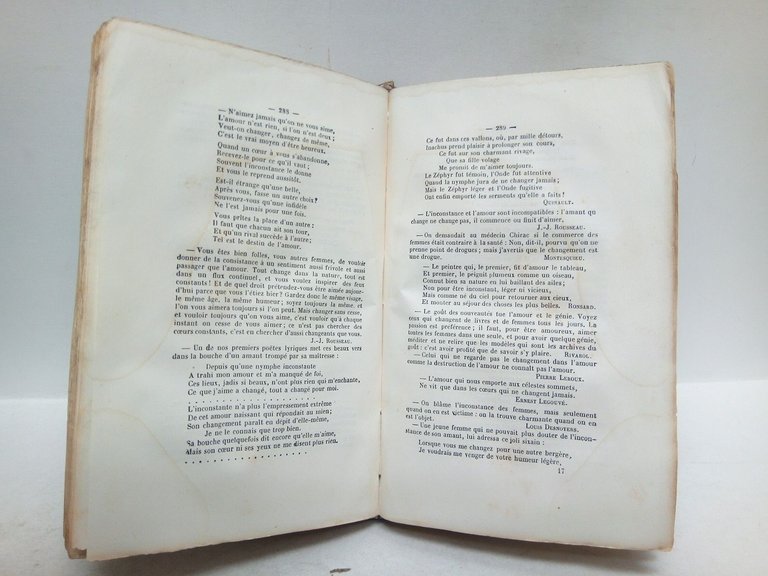 — 288 —
— N'aimez jamais qu'on ne vous aime,
L'amour n'est rien, si l'on n'est deux ;
Veut-on changer, changez de même,
C'est le vrai moyen d'être heureux.
Quand un cœur à vous s'abandonne,
Recevez-le pour ce qu'il vaut :
Souvent l'inconstance le donne
Et vous le reprend aussitôt.
Est-il étrange qu'une belle,
Après vous, fasse un autre choix ?
Souvenez-vous qu'une infidèle
Ne l'est jamais pour une fois.
Vous prîtes la place d'un autre :
Il faut que chacun ait son tour,
Et qu'un rival succède à l'autre ;
Tel est le destin de l'amour.
— Vous êtes bien folles, vous autres femmes, de vouloir
donner de la consistance à un sentiment aussi frivole et aussi
passager que l'amour. Tout change dans la nature, tout est
dans un flux continuel, et vous voulez inspirer des feux
constants ! Et de quel droit prétendez-vous être aimée aujour-
d'hui parce que vous l'étiez hier ? Gardez donc le même visage,
le même âge, la même humeur ; soyez toujours la même, et
l'on vous aimera toujours si l'on peut. Mais changer sans cesse,
et vouloir toujours qu'on vous aime, c'est vouloir qu'à chaque
instant on cesse de vous aimer ; ce n'est pas chercher des
cœurs constants, c'est en chercher d'aussi changeants que vous.
J.-J. ROUSSEAU.
— Un de nos premiers poëtes lyriques met ces beaux vers
dans la bouche d'un amant trompé par sa maîtresse :
Depuis qu'une nymphe inconstante
A trahi mon amour et m'a manqué de foi,
Ces lieux, jadis si beaux, n'ont plus rien qui m'enchante,
Ce que j'aime a changé, tout a changé pour moi.
. . . . . . . . . . . . . . . . . . . .
L'inconstante n'a plus l'empressement extrême
De cet amour naissant qui répondait au mien ;
Son changement paraît en dépit d'elle-même,
Je ne le connais que trop bien.
Sa bouche quelquefois dit encore qu'elle m'aime,
Mais son cœur ni ses yeux ne me disent plus rien.
. . . . . . . . . . . . . . . . . . . .
— 289 —
Ce fut dans ces vallons, où, par mille détours,
Inachus prend plaisir à prolonger son cours,
Ce fut sur son charmant rivage,
Que sa fille volage
Me promit de m'aimer toujours.
Le Zéphyr fut témoin, l'Onde fut attentive
Quand la nymphe jura de ne changer jamais ;
Mais le Zéphyr léger et l'Onde fugitive
Ont enfin emporté les serments qu'elle a faits !
QUINAULT.
— L'inconstance et l'amour sont incompatibles : l'amant qu
change ne change pas, il commence ou finit d'aimer.
J.-J. ROUSSEAU.
— On demandait au médecin Chirac si le commerce des
femmes était contraire à la santé : Non, dit-il, pourvu qu'on ne
prenne point de drogues ; mais j'avertis que le changement est
une drogue. MONTESQUIEU.
— Le peintre qui, le premier, fit d'amour le tableau,
Et premier, le peignit plumeux comme un oiseau,
Connut bien sa nature en lui baillant des ailes ;
Non pour être inconstant, léger ni vicieux,
Mais comme né du ciel pour retourner aux cieux,
Et monter au séjour des choses les plus belles. RONSARD.
— Le goût des nouveautés tue l'amour et le génie. Voyez
ceux qui changent de livres et de femmes tous les jours. La
passion est préférence ; il faut, pour être amoureux, aimer
toutes les femmes dans une seule, et pour avoir quelque génie,
méditer et ne relire que les modèles qui sont les archives du
goût : c'est avoir profité que de savoir s'y plaire. RIVAROL.
— Celui qui ne regarde pas le changement dans l'amour
comme la destruction de l'amour ne connaît pas l'amour.
PIERRE LEROUX.
— L'amour qui nous emporte aux célestes sommets,
Ne vit que dans les cœurs qui ne changent jamais.
ERNEST LEGOUVÉ.
— On blâme l'inconstance des femmes, mais seulement
quand on en est victime : on la trouve charmante quand on en
est l'objet. LOUIS DESNOYERS.
— Une jeune femme qui ne pouvait plus douter de l'incon-
stance de son amant, lui adressa ce joli sixain :
Lorsque vous me changez pour une autre bergère,
Je voudrais me venger de votre humeur légère,
17